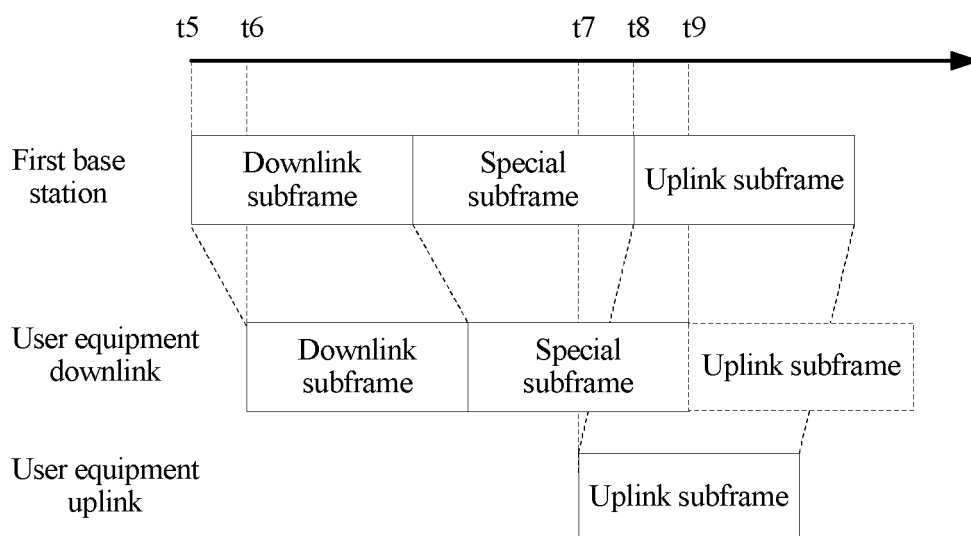 t5 t6 t7 t8 t9
First base
station
Downlink
subframe
Special
subframe
Uplink subframe
User equipment
downlink
Downlink
subframe
Special
subframe
Uplink subframe
User equipment
uplink
Uplink subframe